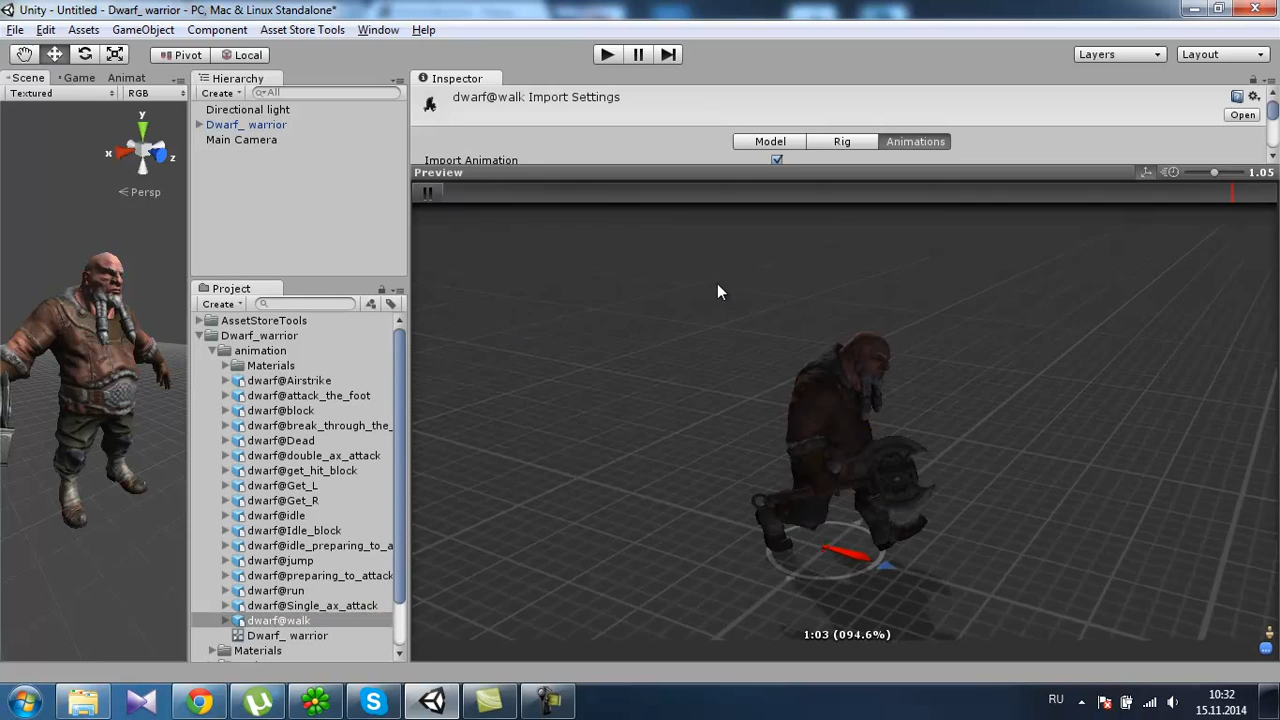 Unity - Untitled - Dwarf_warrior - PC, Mac & Linux Standalone*
File Edit Assets GameObject Component Asset Store Tools Window Help
Pivot Local Layers Layout
Scene Game Animat Hierarchy Inspector
Textured RGB Create All
dwarf@walk Import Settings
Open
Directional light
Dwarf_ warrior
Main Camera
Model Rig Animations
Import Animation
Preview 1.05
y
x
z
Persp
Project
Create
AssetStoreTools
Dwarf_warrior
animation
Materials
dwarf@Airstrike
dwarf@attack_the_foot
dwarf@block
dwarf@break_through_the_
dwarf@Dead
dwarf@double_ax_attack
dwarf@get_hit_block
dwarf@Get_L
dwarf@Get_R
dwarf@idle
dwarf@Idle_block
dwarf@idle_preparing_to_a
dwarf@jump
dwarf@preparing_to_attack
dwarf@run
dwarf@Single_ax_attack
dwarf@walk
Dwarf_ warrior
Materials
1:03 (094.6%)
RU
10:32
15.11.2014